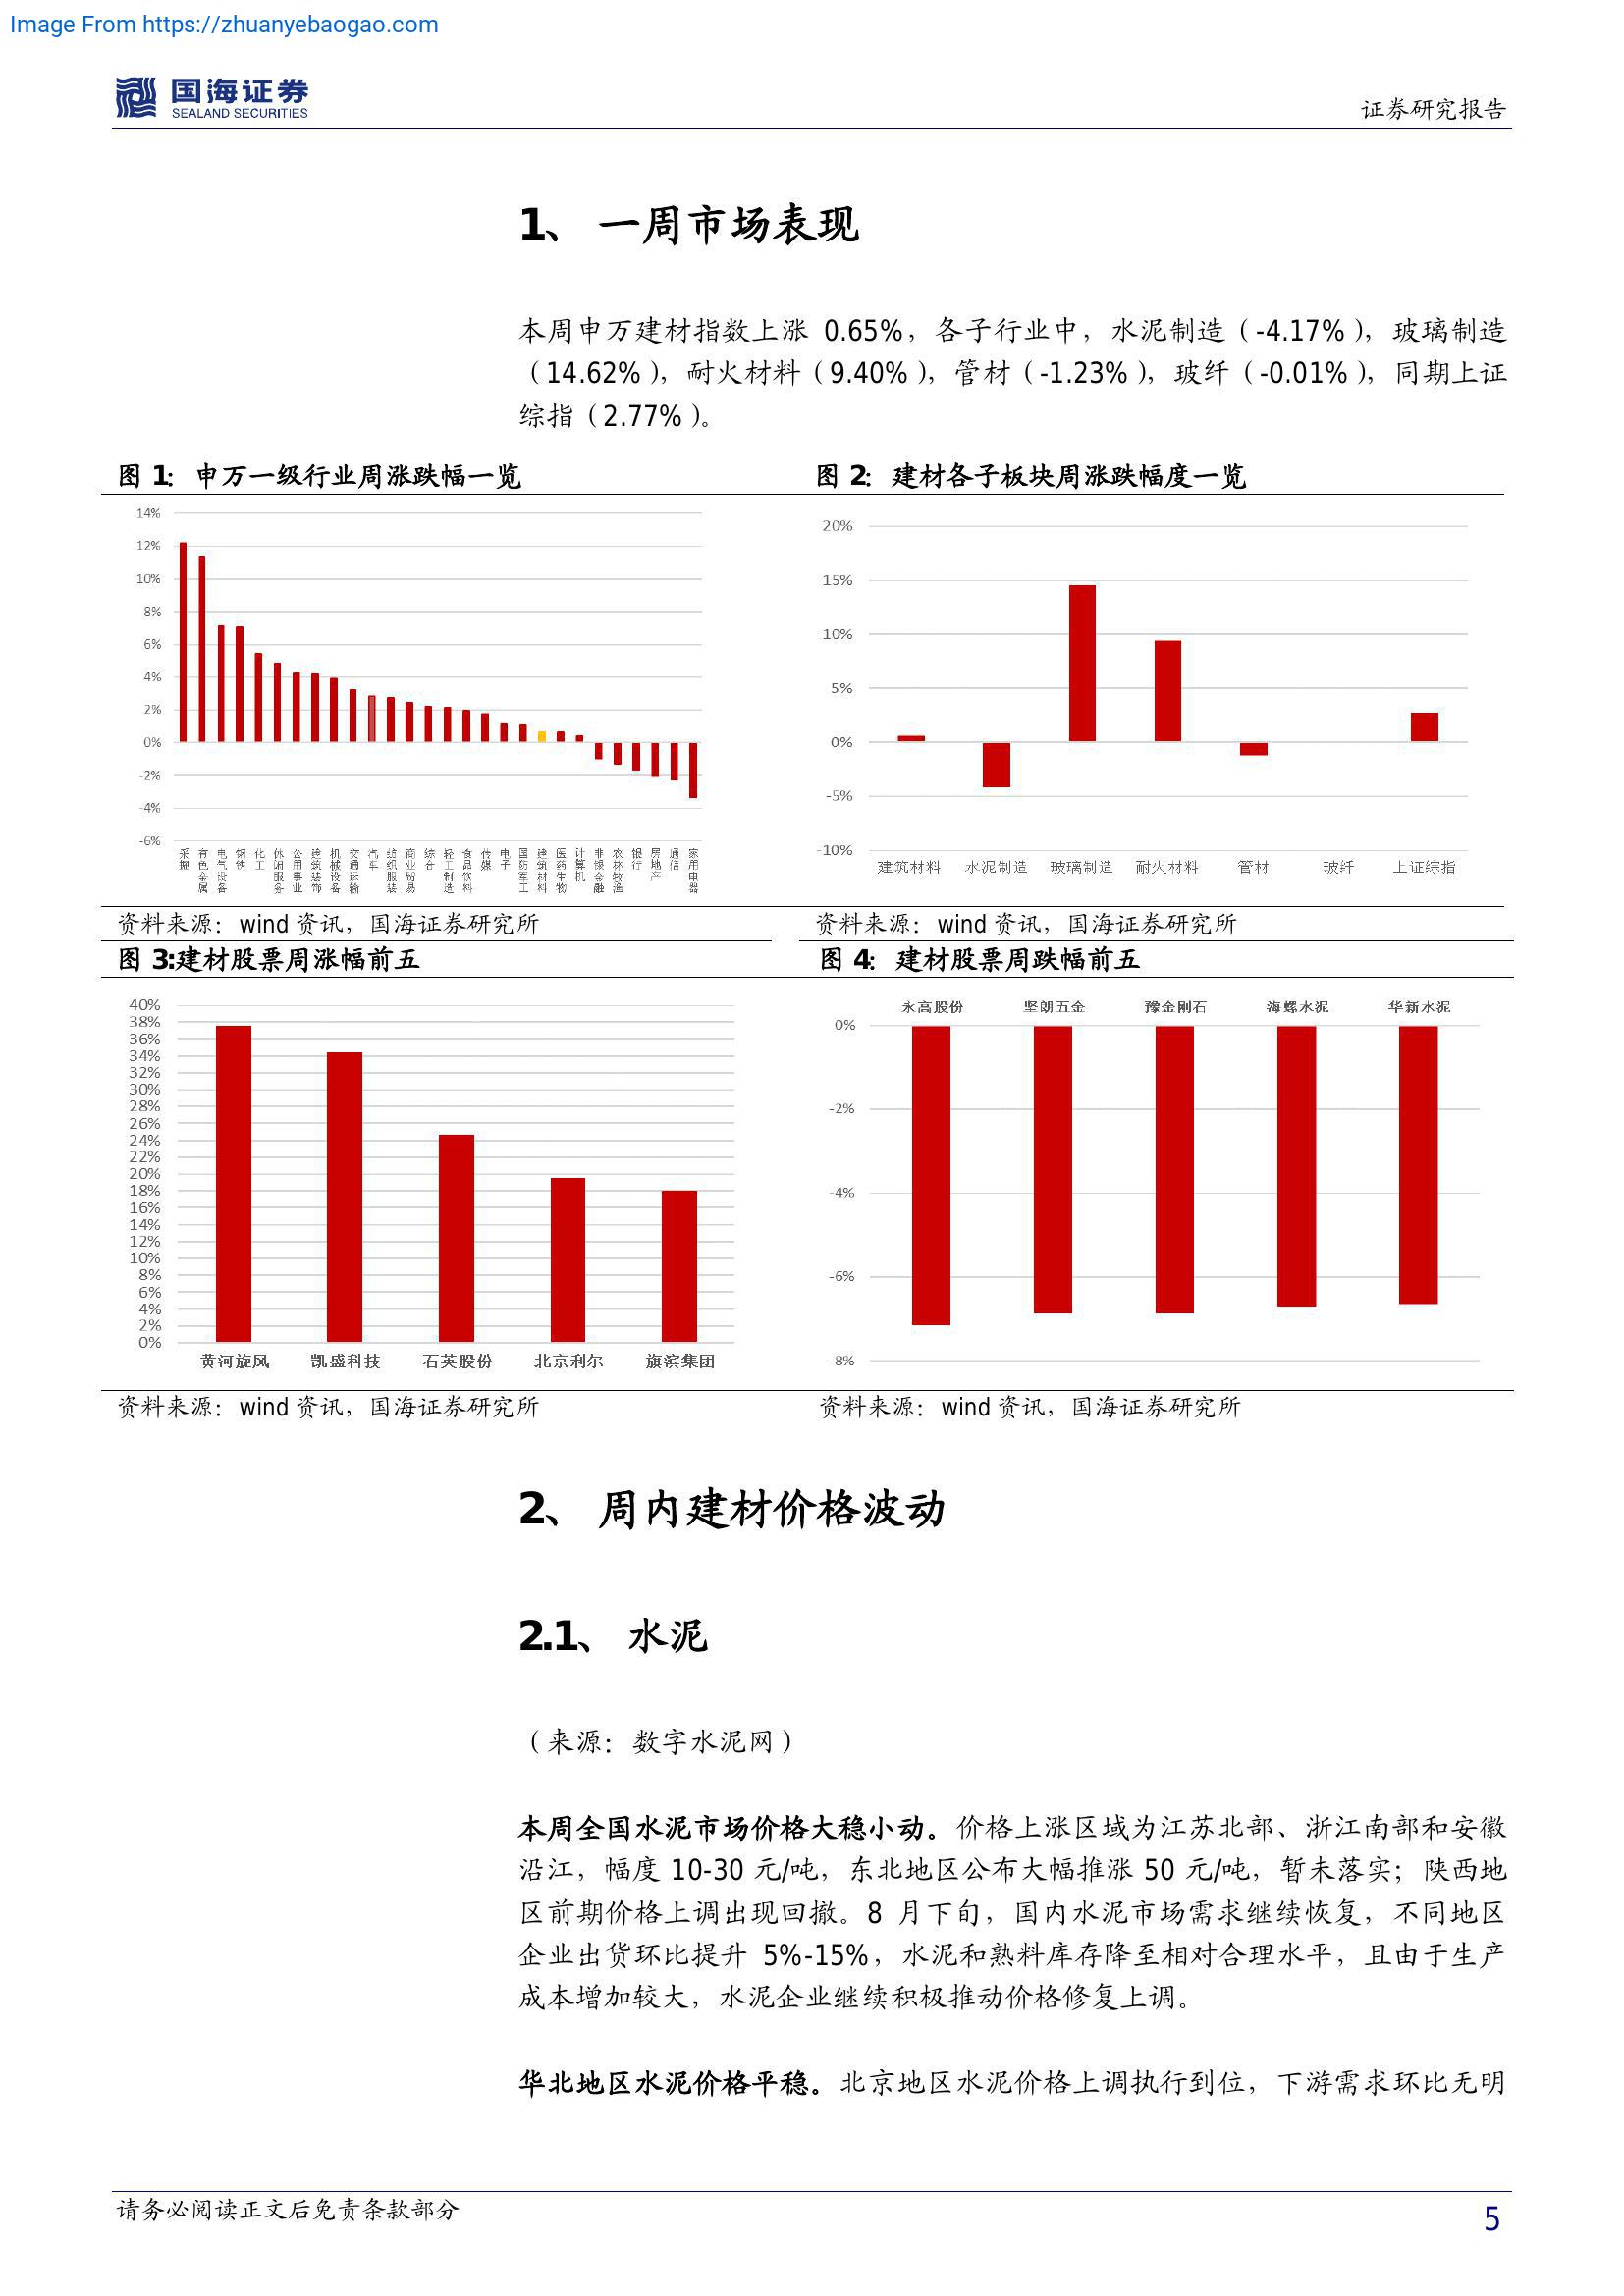 Image From https://zhuanyebaogao.com
国海证券
SEALAND SECURITIES
证券研究报告
1、 一周市场表现
本周申万建材指数上涨 0.65%，各子行业中，水泥制造（-4.17%），玻璃制造
（14.62%），耐火材料（9.40%），管材（-1.23%），玻纤（-0.01%），同期上证
综指（2.77%）。
图 1：申万一级行业周涨跌幅一览
14%
12%
10%
8%
6%
4%
2%
0%
-2%
-4%
-6%
采掘
有色金属
电气设备
钢铁
化工
休闲服务
公用事业
建筑装饰
机械设备
交通运输
汽车
纺织服装
商业贸易
综合
轻工制造
食品饮料
传媒
电子
国防军工
建筑材料
医药生物
计算机
非银金融
农林牧渔
银行
房地产
通信
家用电器
资料来源：wind 资讯，国海证券研究所
图 2：建材各子板块周涨跌幅度一览
20%
15%
10%
5%
0%
-5%
-10%
建筑材料 水泥制造 玻璃制造 耐火材料 管材 玻纤 上证综指
资料来源：wind 资讯，国海证券研究所
图 3:建材股票周涨幅前五
40%
38%
36%
34%
32%
30%
28%
26%
24%
22%
20%
18%
16%
14%
12%
10%
8%
6%
4%
2%
0%
黄河旋风 凯盛科技 石英股份 北京利尔 旗滨集团
资料来源：wind 资讯，国海证券研究所
图 4：建材股票周跌幅前五
永高股份 坚朗五金 豫金刚石 海螺水泥 华新水泥
0%
-2%
-4%
-6%
-8%
资料来源：wind 资讯，国海证券研究所
2、 周内建材价格波动
2.1、 水泥
（来源：数字水泥网）
本周全国水泥市场价格大稳小动。价格上涨区域为江苏北部、浙江南部和安徽
沿江，幅度 10-30 元/吨，东北地区公布大幅推涨 50 元/吨，暂未落实；陕西地
区前期价格上调出现回撤。8 月下旬，国内水泥市场需求继续恢复，不同地区
企业出货环比提升 5%-15%，水泥和熟料库存降至相对合理水平，且由于生产
成本增加较大，水泥企业继续积极推动价格修复上调。
华北地区水泥价格平稳。北京地区水泥价格上调执行到位，下游需求环比无明
请务必阅读正文后免责条款部分
5